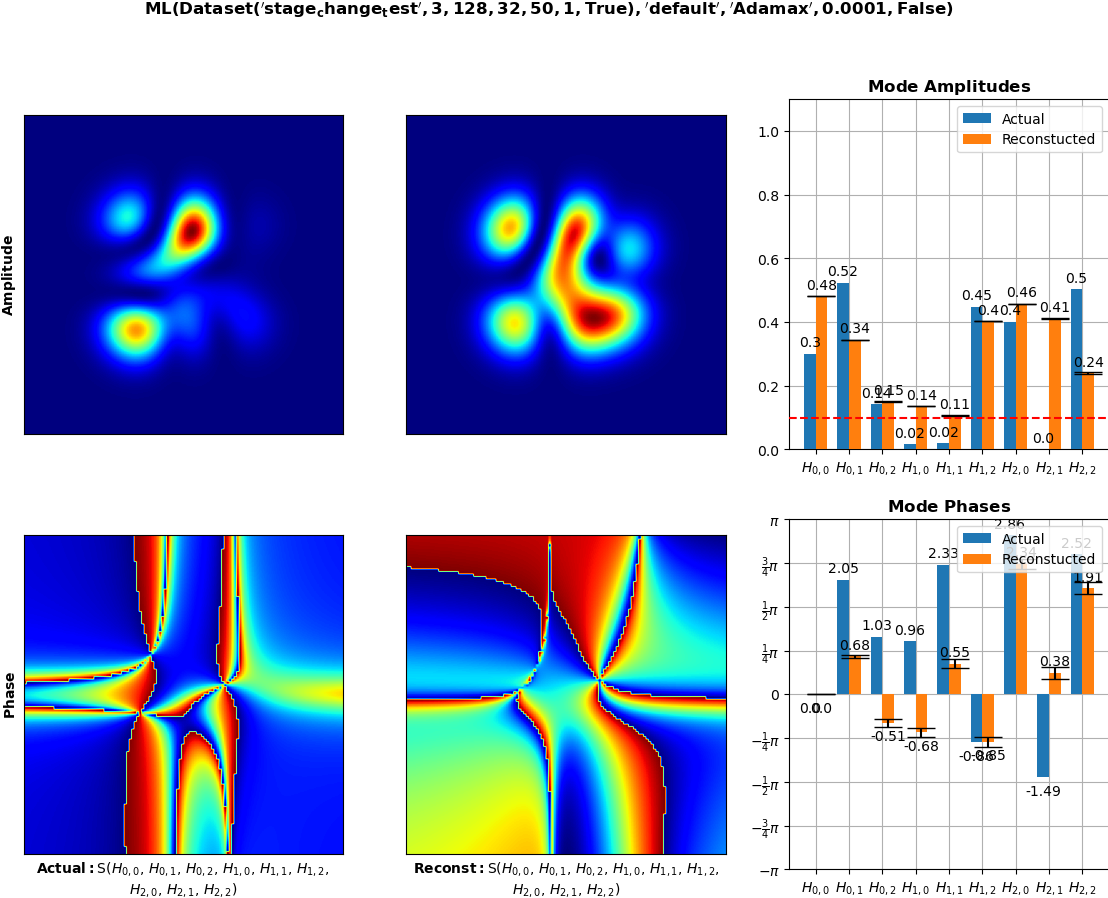 ML(Dataset('stage_change_test', 3, 128, 32, 50, 1, True), 'default', 'Adamax', 0.0001, False)
Amplitude
Mode Amplitudes
Actual
Reconstucted
1.0
0.8
0.6
0.4
0.2
0.0
0.3
0.48
0.52
0.34
0.14
0.15
0.02
0.14
0.02
0.11
0.45
0.4
0.4
0.46
0.0
0.41
0.5
0.24
H0,0 H0,1 H0,2 H1,0 H1,1 H1,2 H2,0 H2,1 H2,2
Phase
Actual: S(H0,0, H0,1, H0,2, H1,0, H1,1, H1,2,
H2,0, H2,1, H2,2)
Reconst: S(H0,0, H0,1, H0,2, H1,0, H1,1, H1,2,
H2,0, H2,1, H2,2)
Mode Phases
Actual
Reconstucted
π
3/4π
1/2π
1/4π
0
−1/4π
−1/2π
−3/4π
−π
0.0
0.0
2.05
0.68
1.03
-0.51
0.96
-0.68
2.33
0.55
-0.85
2.86
-1.49
0.38
2.52
1.91
H0,0 H0,1 H0,2 H1,0 H1,1 H1,2 H2,0 H2,1 H2,2